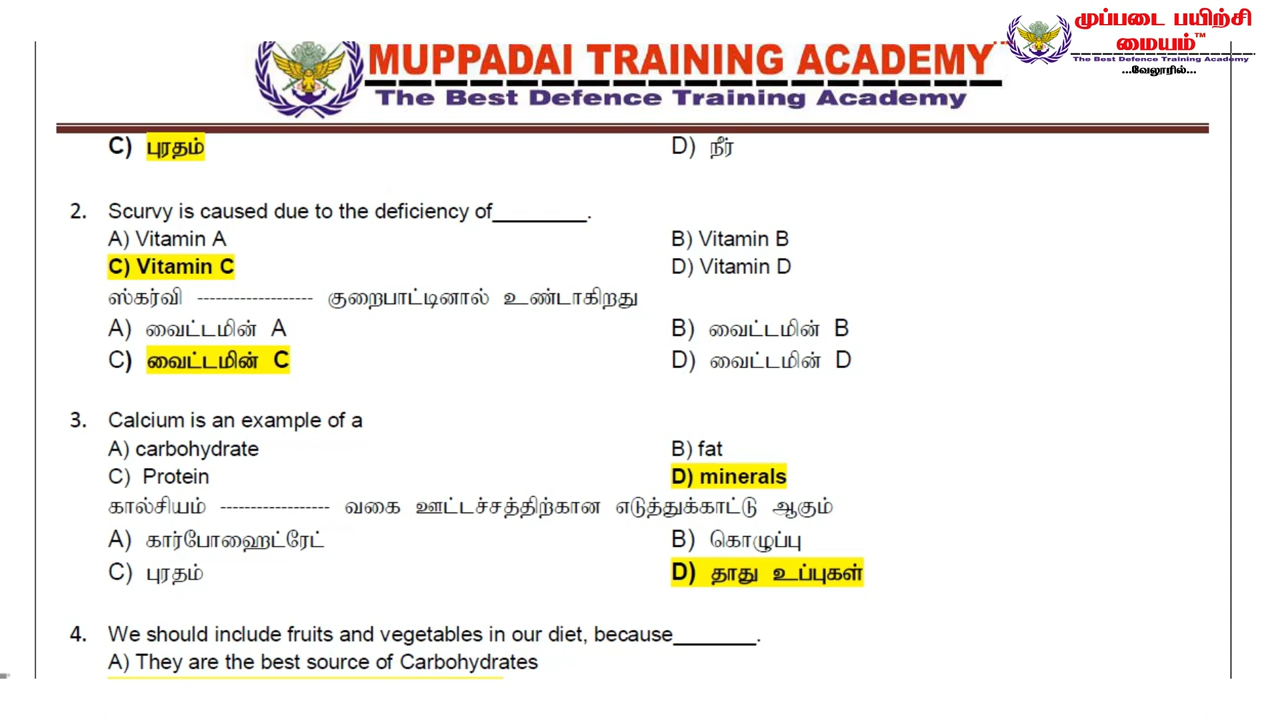 முப்படை பயிற்சி
மையம்™
The Best Defence Training Academy
...வேலூரில்...
MUPPADAI TRAINING ACADEMY
The Best Defence Training Academy
C) புரதம் D) நீர்
2. Scurvy is caused due to the deficiency of________.
A) Vitamin A B) Vitamin B
C) Vitamin C D) Vitamin D
ஸ்கர்வி ------------------- குறைபாட்டினால் உண்டாகிறது
A) வைட்டமின் A B) வைட்டமின் B
C) வைட்டமின் C D) வைட்டமின் D
3. Calcium is an example of a
A) carbohydrate B) fat
C) Protein D) minerals
கால்சியம் ------------------ வகை ஊட்டச்சத்திற்கான எடுத்துக்காட்டு ஆகும்
A) கார்போஹைட்ரேட் B) கொழுப்பு
C) புரதம் D) தாது உப்புகள்
4. We should include fruits and vegetables in our diet, because_______.
A) They are the best source of Carbohydrates